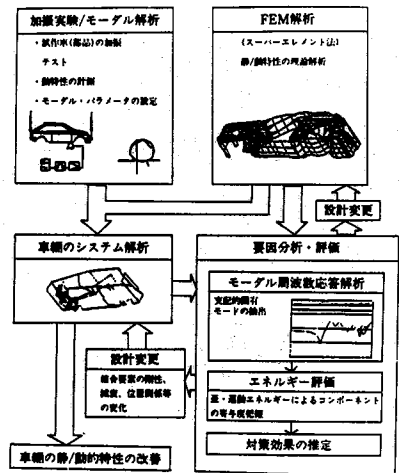 加振実験/モーダル解析
・試作車(部品)の加振
テスト
・動特性の計測
・モーダル・パラメータの設定
FEM解析
(スーパーエレメント法)
静/動特性の理論解析
設計変更
車輌のシステム解析
要因分析・評価
モーダル周波数応答解析
支配的固有
モードの抽出
設計変更
結合要素の剛性、
減衰、位置関係等
の変化
エネルギー評価
歪・運動エネルギーによるコンポーネント
の寄与度把握
対策効果の推定
車輌の静/動的特性の改善